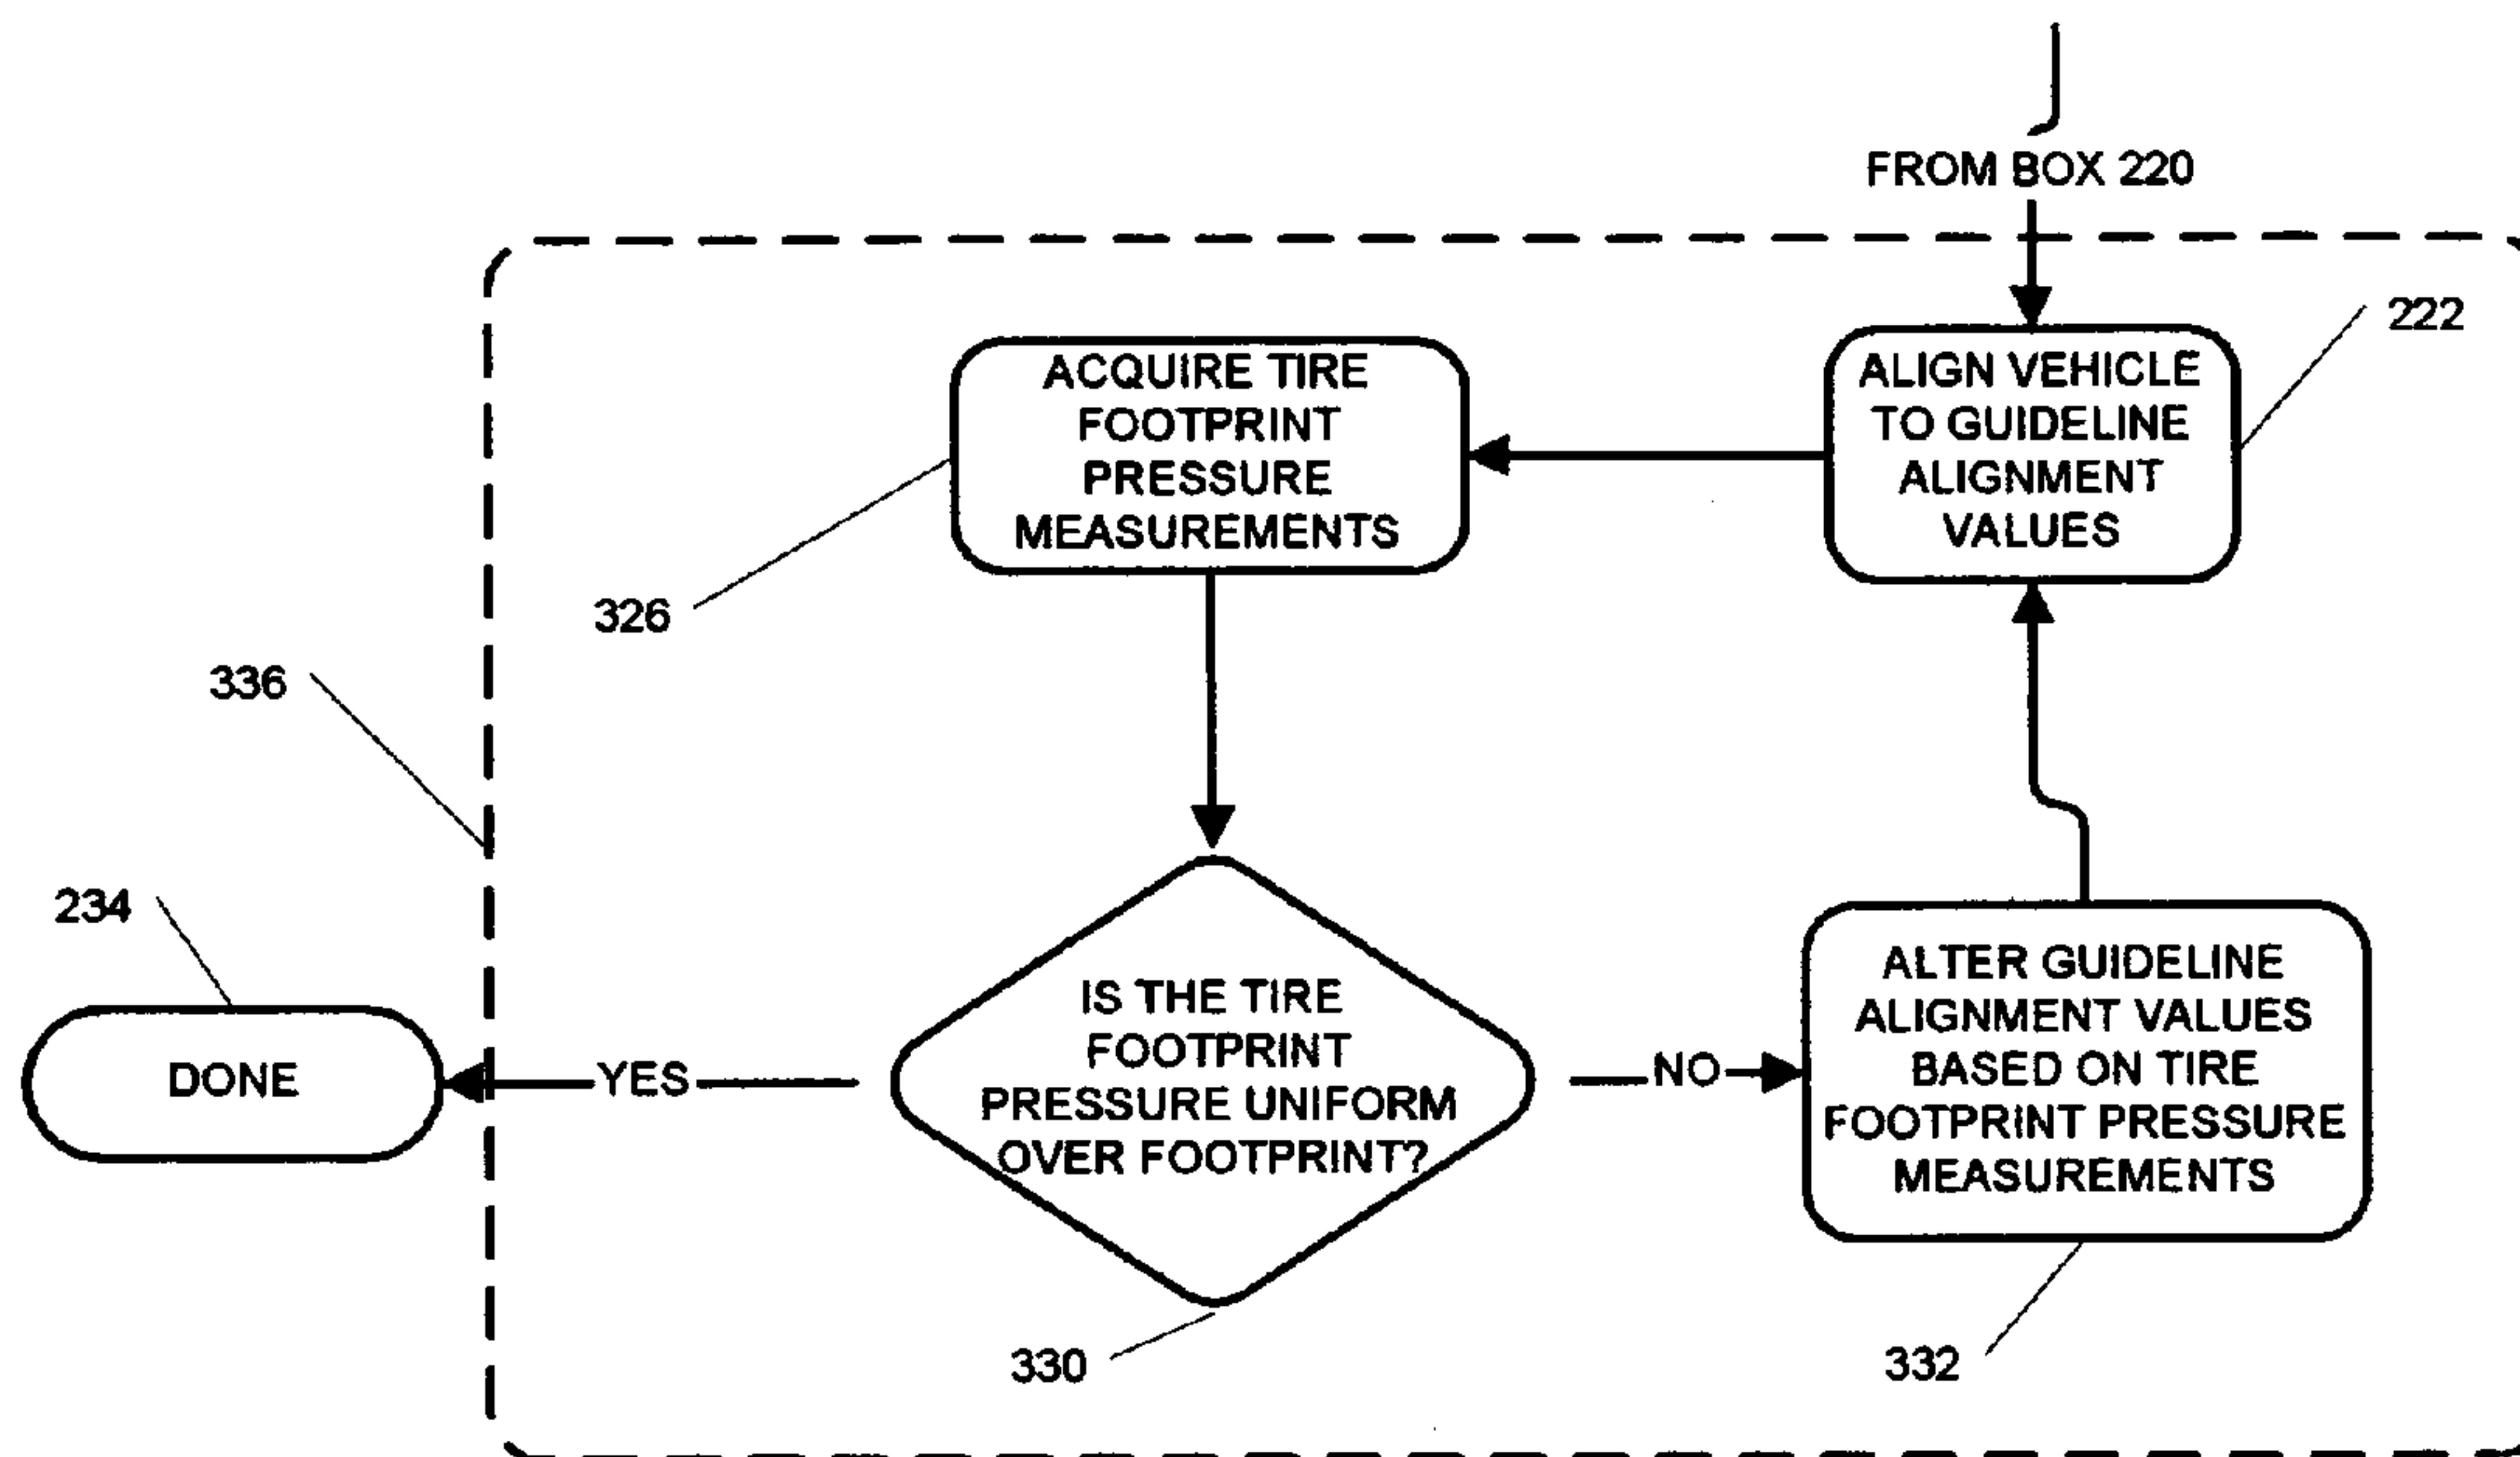 FROM BOX 220
222
ALIGN VEHICLE
TO GUIDELINE
ALIGNMENT
VALUES
ACQUIRE TIRE
FOOTPRINT
PRESSURE
MEASUREMENTS
326
336
234
DONE
YES
IS THE TIRE
FOOTPRINT
PRESSURE UNIFORM
OVER FOOTPRINT?
NO
ALTER GUIDELINE
ALIGNMENT VALUES
BASED ON TIRE
FOOTPRINT PRESSURE
MEASUREMENTS
330
332